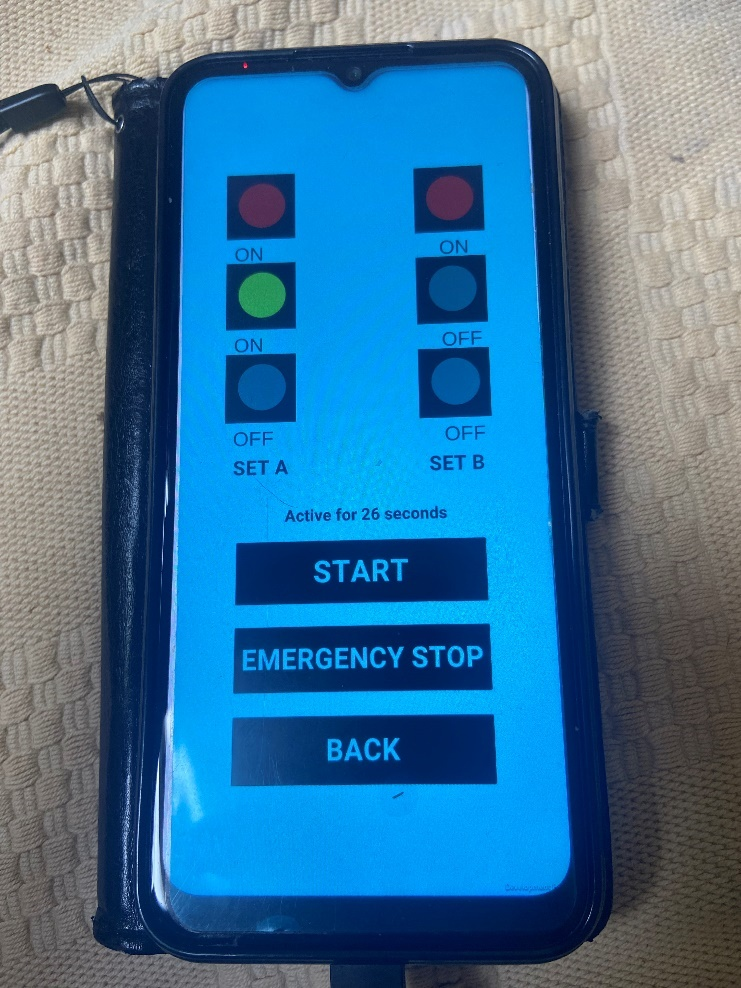 ON ON
ON OFF
OFF OFF
SET A SET B
Active for 26 seconds
START
EMERGENCY STOP
BACK